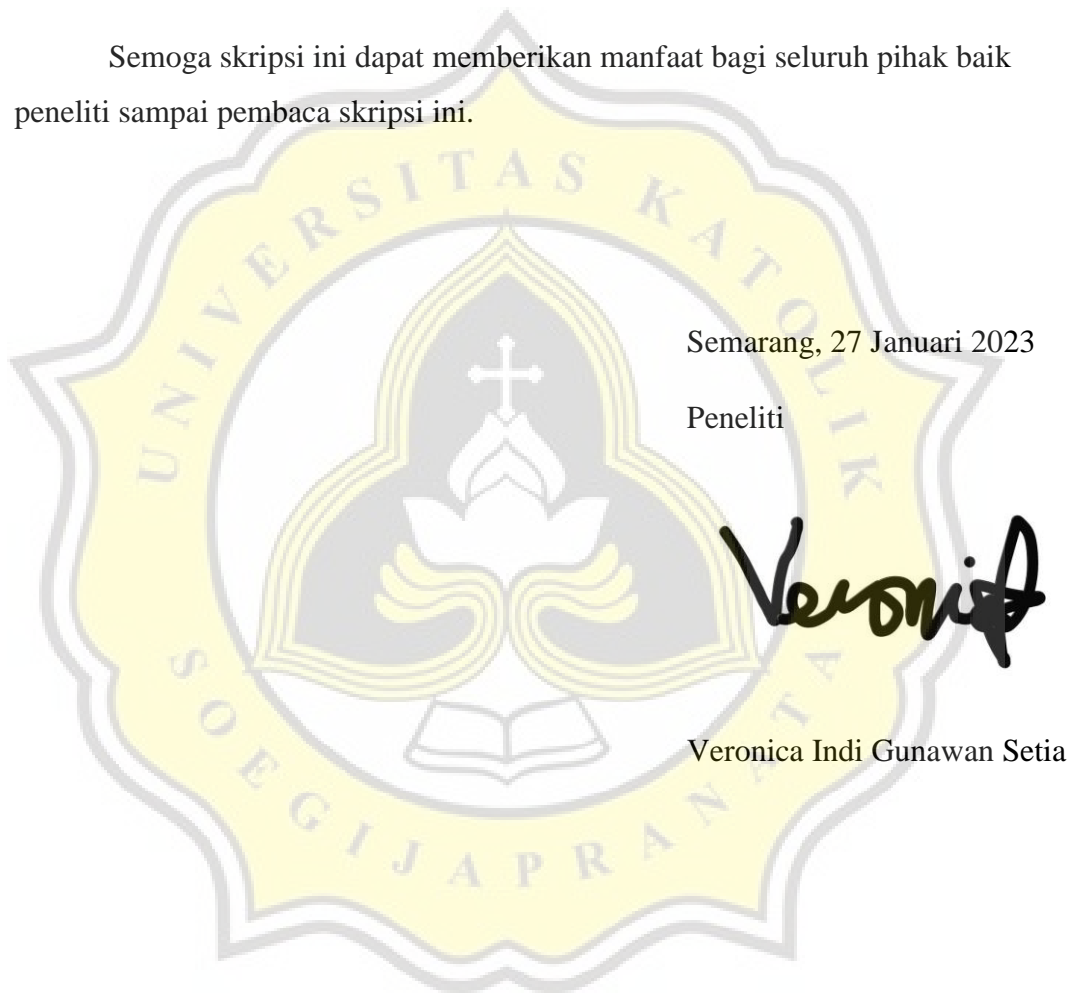 Semoga skripsi ini dapat memberikan manfaat bagi seluruh pihak baik
peneliti sampai pembaca skripsi ini.
UNIVERSITAS KATOLIK
SOEGIJAPRANATA
Semarang, 27 Januari 2023
Peneliti
Veronica Indi Gunawan Setia